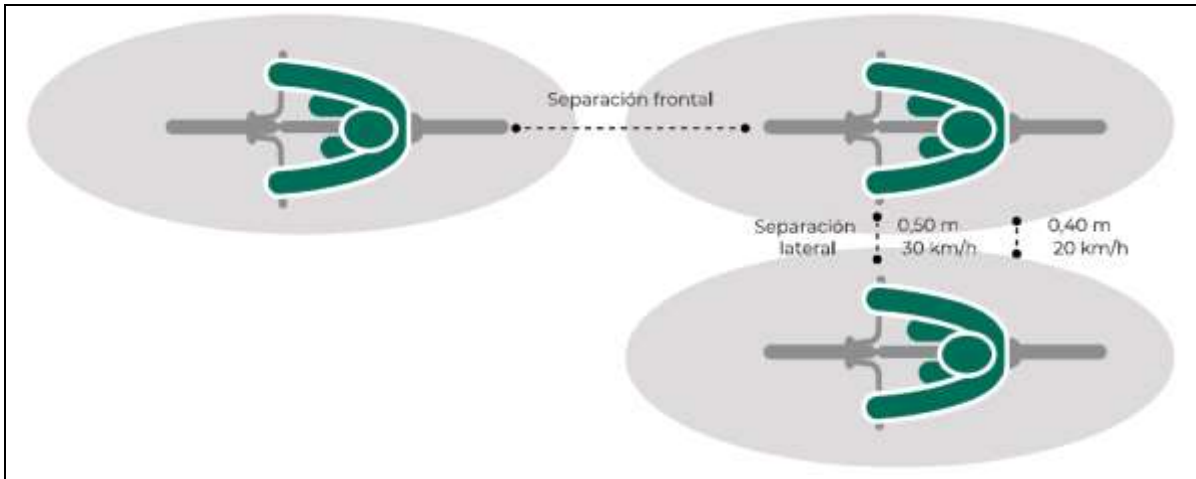 Separación frontal
Separación
lateral
0,50 m
30 km/h
0,40 m
20 km/h